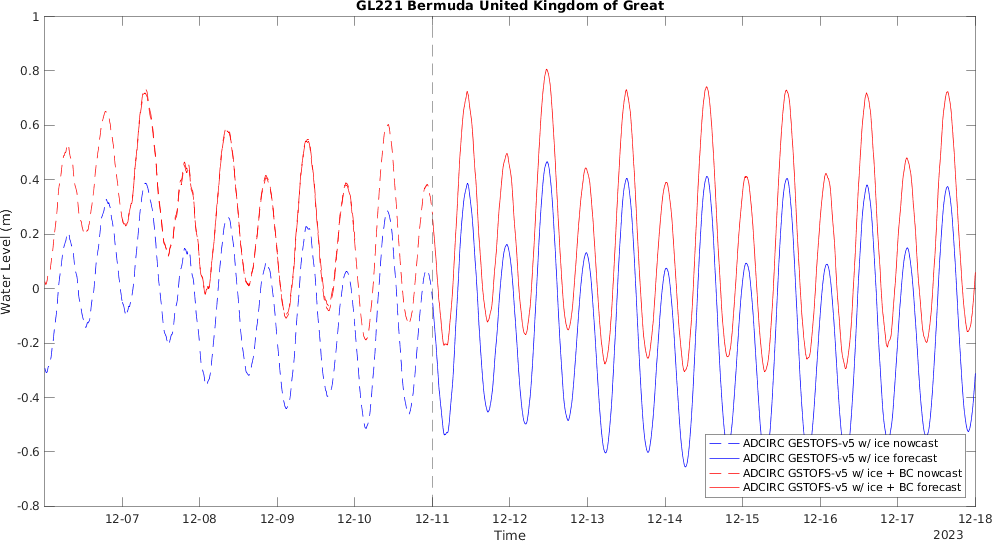 GL221 Bermuda United Kingdom of Great
1
0.8
0.6
0.4
0.2
0
-0.2
-0.4
-0.6
-0.8
Water Level (m)
12-07 12-08 12-09 12-10 12-11 12-12 12-13 12-14 12-15 12-16 12-17 12-18
Time
2023
ADCIRC GESTOFS-v5 w/ ice nowcast
ADCIRC GESTOFS-v5 w/ ice forecast
ADCIRC GSTOFS-v5 w/ ice + BC nowcast
ADCIRC GSTOFS-v5 w/ ice + BC forecast